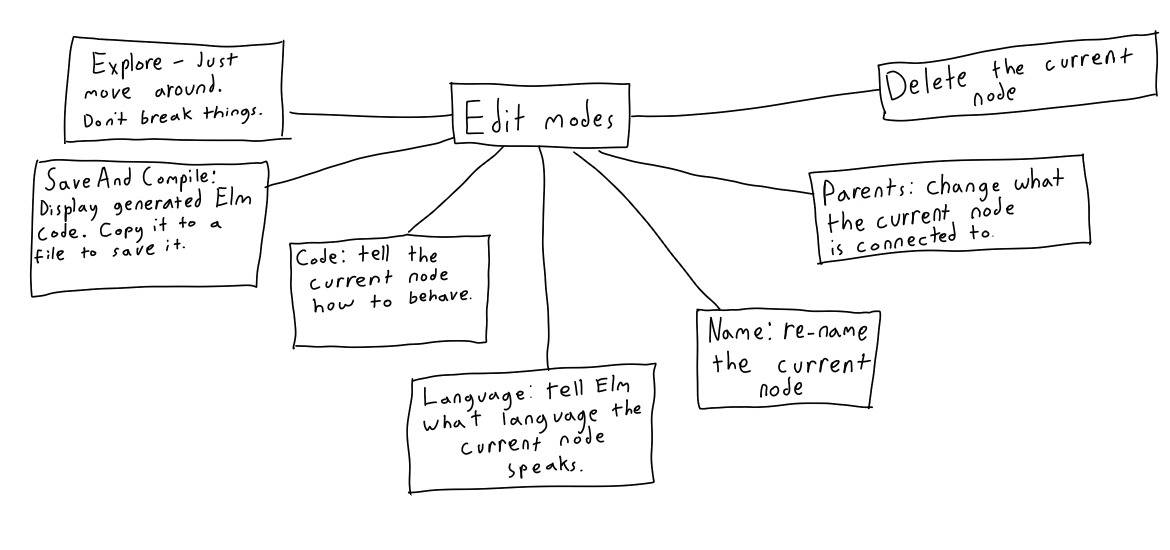 Edit modes
Explore - Just
move around.
Don't break things.
Save And Compile:
Display generated Elm
Code. Copy it to a
file to save it.
Code: tell the
current node
how to behave.
Language: tell Elm
what language the
current node
speaks.
Name: re-name
the current
node
Parents: change what
the current node
is connected to.
Delete the current
node